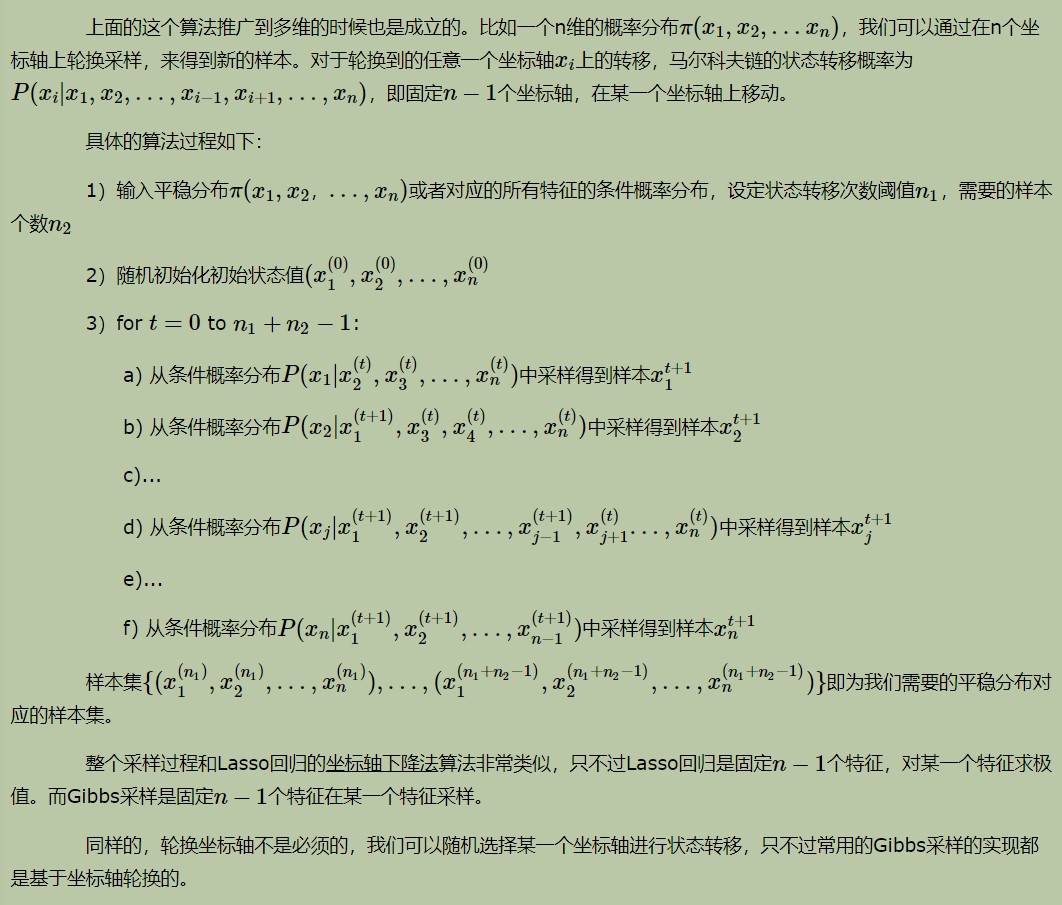 上面的这个算法推广到多维的时候也是成立的。比如一个n维的概率分布$\pi(x_1,x_2,...x_n)$，我们可以通过在n个坐
标轴上轮换采样，来得到新的样本。对于轮换到的任意一个坐标轴$x_i$上的转移，马尔科夫链的状态转移概率为
$P(x_i|x_1,x_2,...,x_{i-1},x_{i+1},...,x_n)$，即固定$n-1$个坐标轴，在某一个坐标轴上移动。
具体的算法过程如下：
1）输入平稳分布$\pi(x_1,x_2，...,x_n)$或者对应的所有特征的条件概率分布，设定状态转移次数阈值$n_1$，需要的样本
个数$n_2$
2）随机初始化初始状态值$(x_1^{(0)},x_2^{(0)},...,x_n^{(0)}$
3）for $t=0$ to $n_1+n_2-1$：
a) 从条件概率分布$P(x_1|x_2^{(t)},x_3^{(t)},...,x_n^{(t)})$中采样得到样本$x_1^{t+1}$
b) 从条件概率分布$P(x_2|x_1^{(t+1)},x_3^{(t)},x_4^{(t)},...,x_n^{(t)})$中采样得到样本$x_2^{t+1}$
c)...
d) 从条件概率分布$P(x_j|x_1^{(t+1)},x_2^{(t+1)},...,x_{j-1}^{(t+1)},x_{j+1}^{(t)}...,x_n^{(t)})$中采样得到样本$x_j^{t+1}$
e)...
f) 从条件概率分布$P(x_n|x_1^{(t+1)},x_2^{(t+1)},...,x_{n-1}^{(t+1)})$中采样得到样本$x_n^{t+1}$
样本集$\{(x_1^{(n_1)},x_2^{(n_1)},...,x_n^{(n_1)}),...,(x_1^{(n_1+n_2-1)},x_2^{(n_1+n_2-1)},...,x_n^{(n_1+n_2-1)})\}$即为我们需要的平稳分布对
应的样本集。
整个采样过程和Lasso回归的坐标轴下降法算法非常类似，只不过Lasso回归是固定$n-1$个特征，对某一个特征求极
值。而Gibbs采样是固定$n-1$个特征在某一个特征采样。
同样的，轮换坐标轴不是必须的，我们可以随机选择某一个坐标轴进行状态转移，只不过常用的Gibbs采样的实现都
是基于坐标轴轮换的。